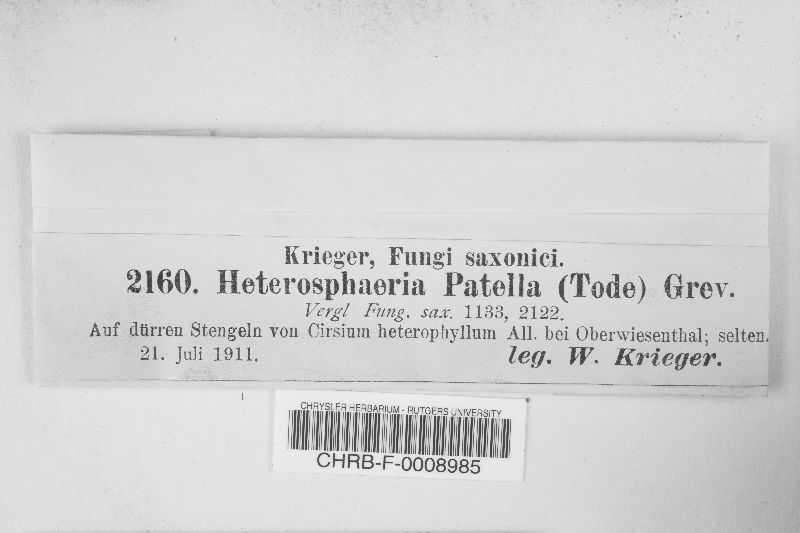 Krieger, Fungi saxonici.
2160. Heterosphaeria Patella (Tode) Grev.
Vergl Fung. sax. 1133, 2122.
Auf dürren Stengeln von Cirsium heterophyllum All. bei Oberwiesenthal; selten.
21. Juli 1911. leg. W. Krieger.
CHRYSLER HERBARIUM - RUTGERS UNIVERSITY
CHRB-F-0008985